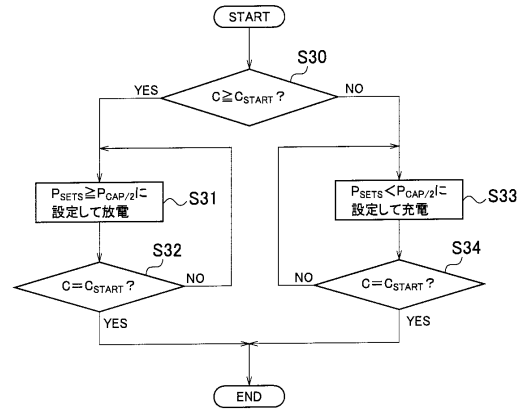 START
S30
C≧CSTART?
YES
NO
PSETS≧PCAP/2に
設定して放電
S31
PSETS<PCAP/2に
設定して充電
S33
S32
C=CSTART?
NO
YES
S34
C=CSTART?
NO
YES
END